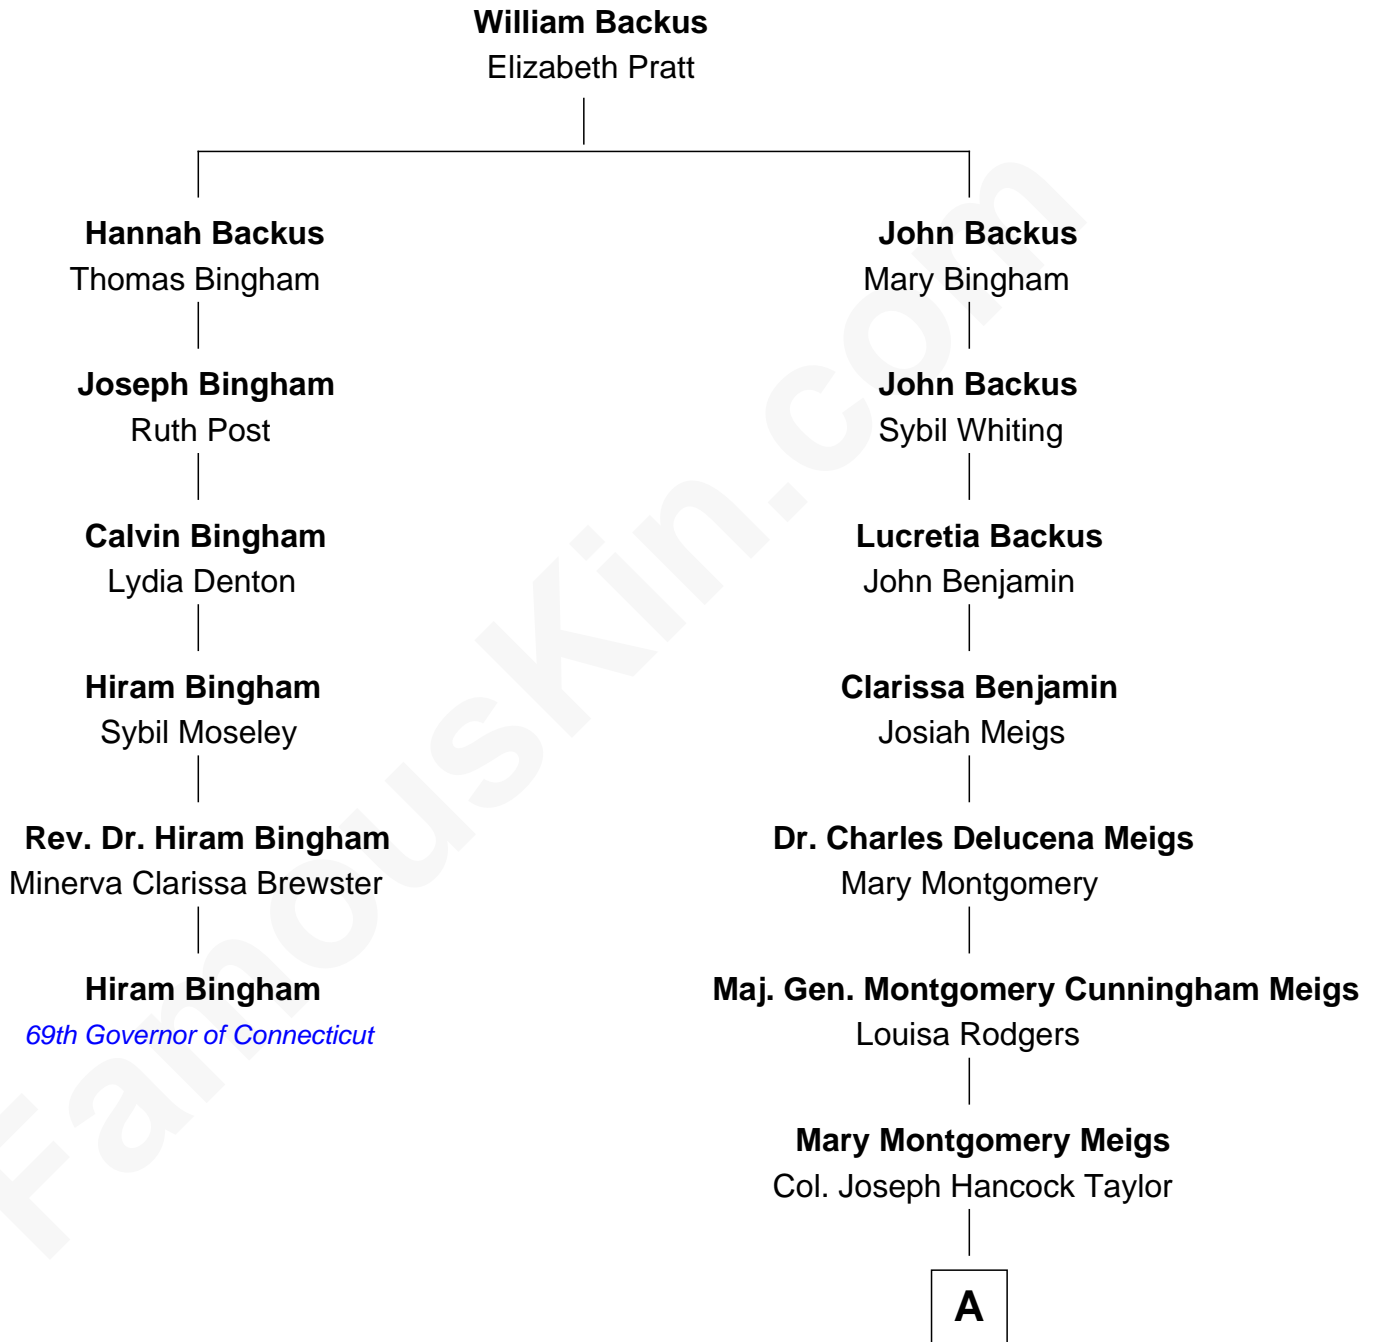 William Backus
Elizabeth Pratt
Hannah Backus
Thomas Bingham
John Backus
Mary Bingham
Joseph Bingham
Ruth Post
John Backus
Sybil Whiting
Calvin Bingham
Lydia Denton
Lucretia Backus
John Benjamin
Hiram Bingham
Sybil Moseley
Clarissa Benjamin
Josiah Meigs
Rev. Dr. Hiram Bingham
Minerva Clarissa Brewster
Dr. Charles Delucena Meigs
Mary Montgomery
Hiram Bingham
69th Governor of Connecticut
Maj. Gen. Montgomery Cunningham Meigs
Louisa Rodgers
Mary Montgomery Meigs
Col. Joseph Hancock Taylor
A
FamousKin.com